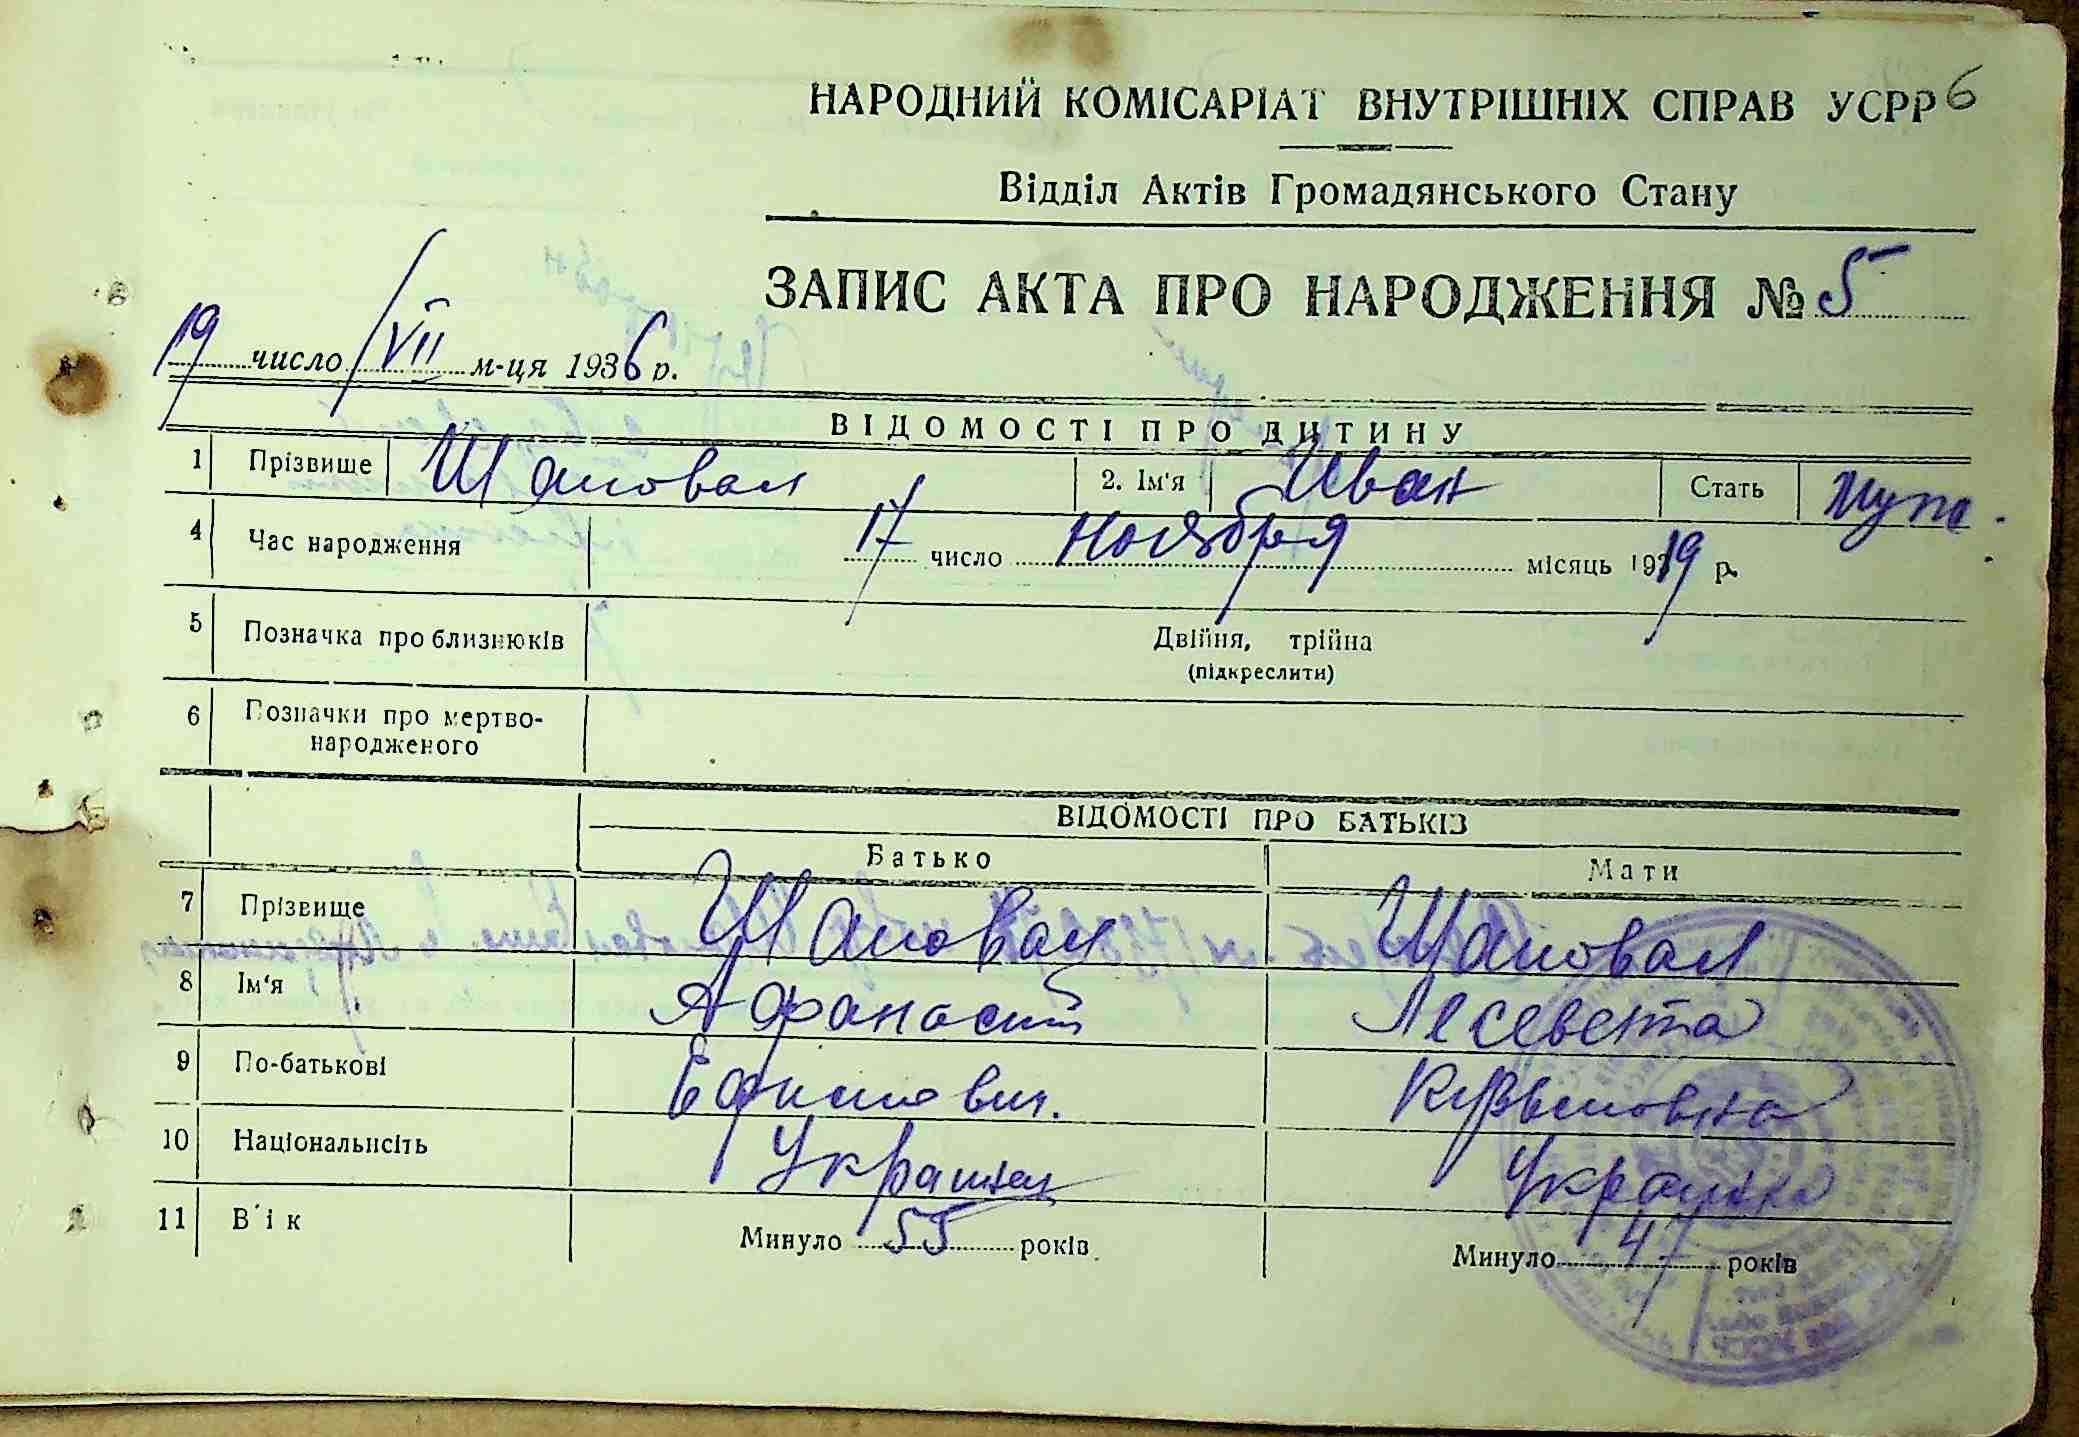 НАРОДНИЙ КОМІСАРІАТ ВНУТРІШНІХ СПРАВ УСРР 6
Відділ Актів Громадянського Стану
ЗАПИС АКТА ПРО НАРОДЖЕННЯ № 5
19 число VII м-ця 1936 р.
ВІДОМОСТІ ПРО ДИТИНУ
1 Прізвище Шаповал 2. Ім'я Иван Стать Муж.
4 Час народження 17 число ноября місяць 1919 р.
5 Позначка про близнюків Двійня, трійна
(підкреслити)
6 Позначки про мертво-
народженого
ВІДОМОСТІ ПРО БАТЬКІВ
Батько Мати
7 Прізвище Шаповал Шаповал
8 Ім'я Афанасий Лесевета
9 По-батькові Ефимович. Кузьмовна
10 Національність Украинец Украинка
11 В'ік Минуло 55 років. Минуло 47 років